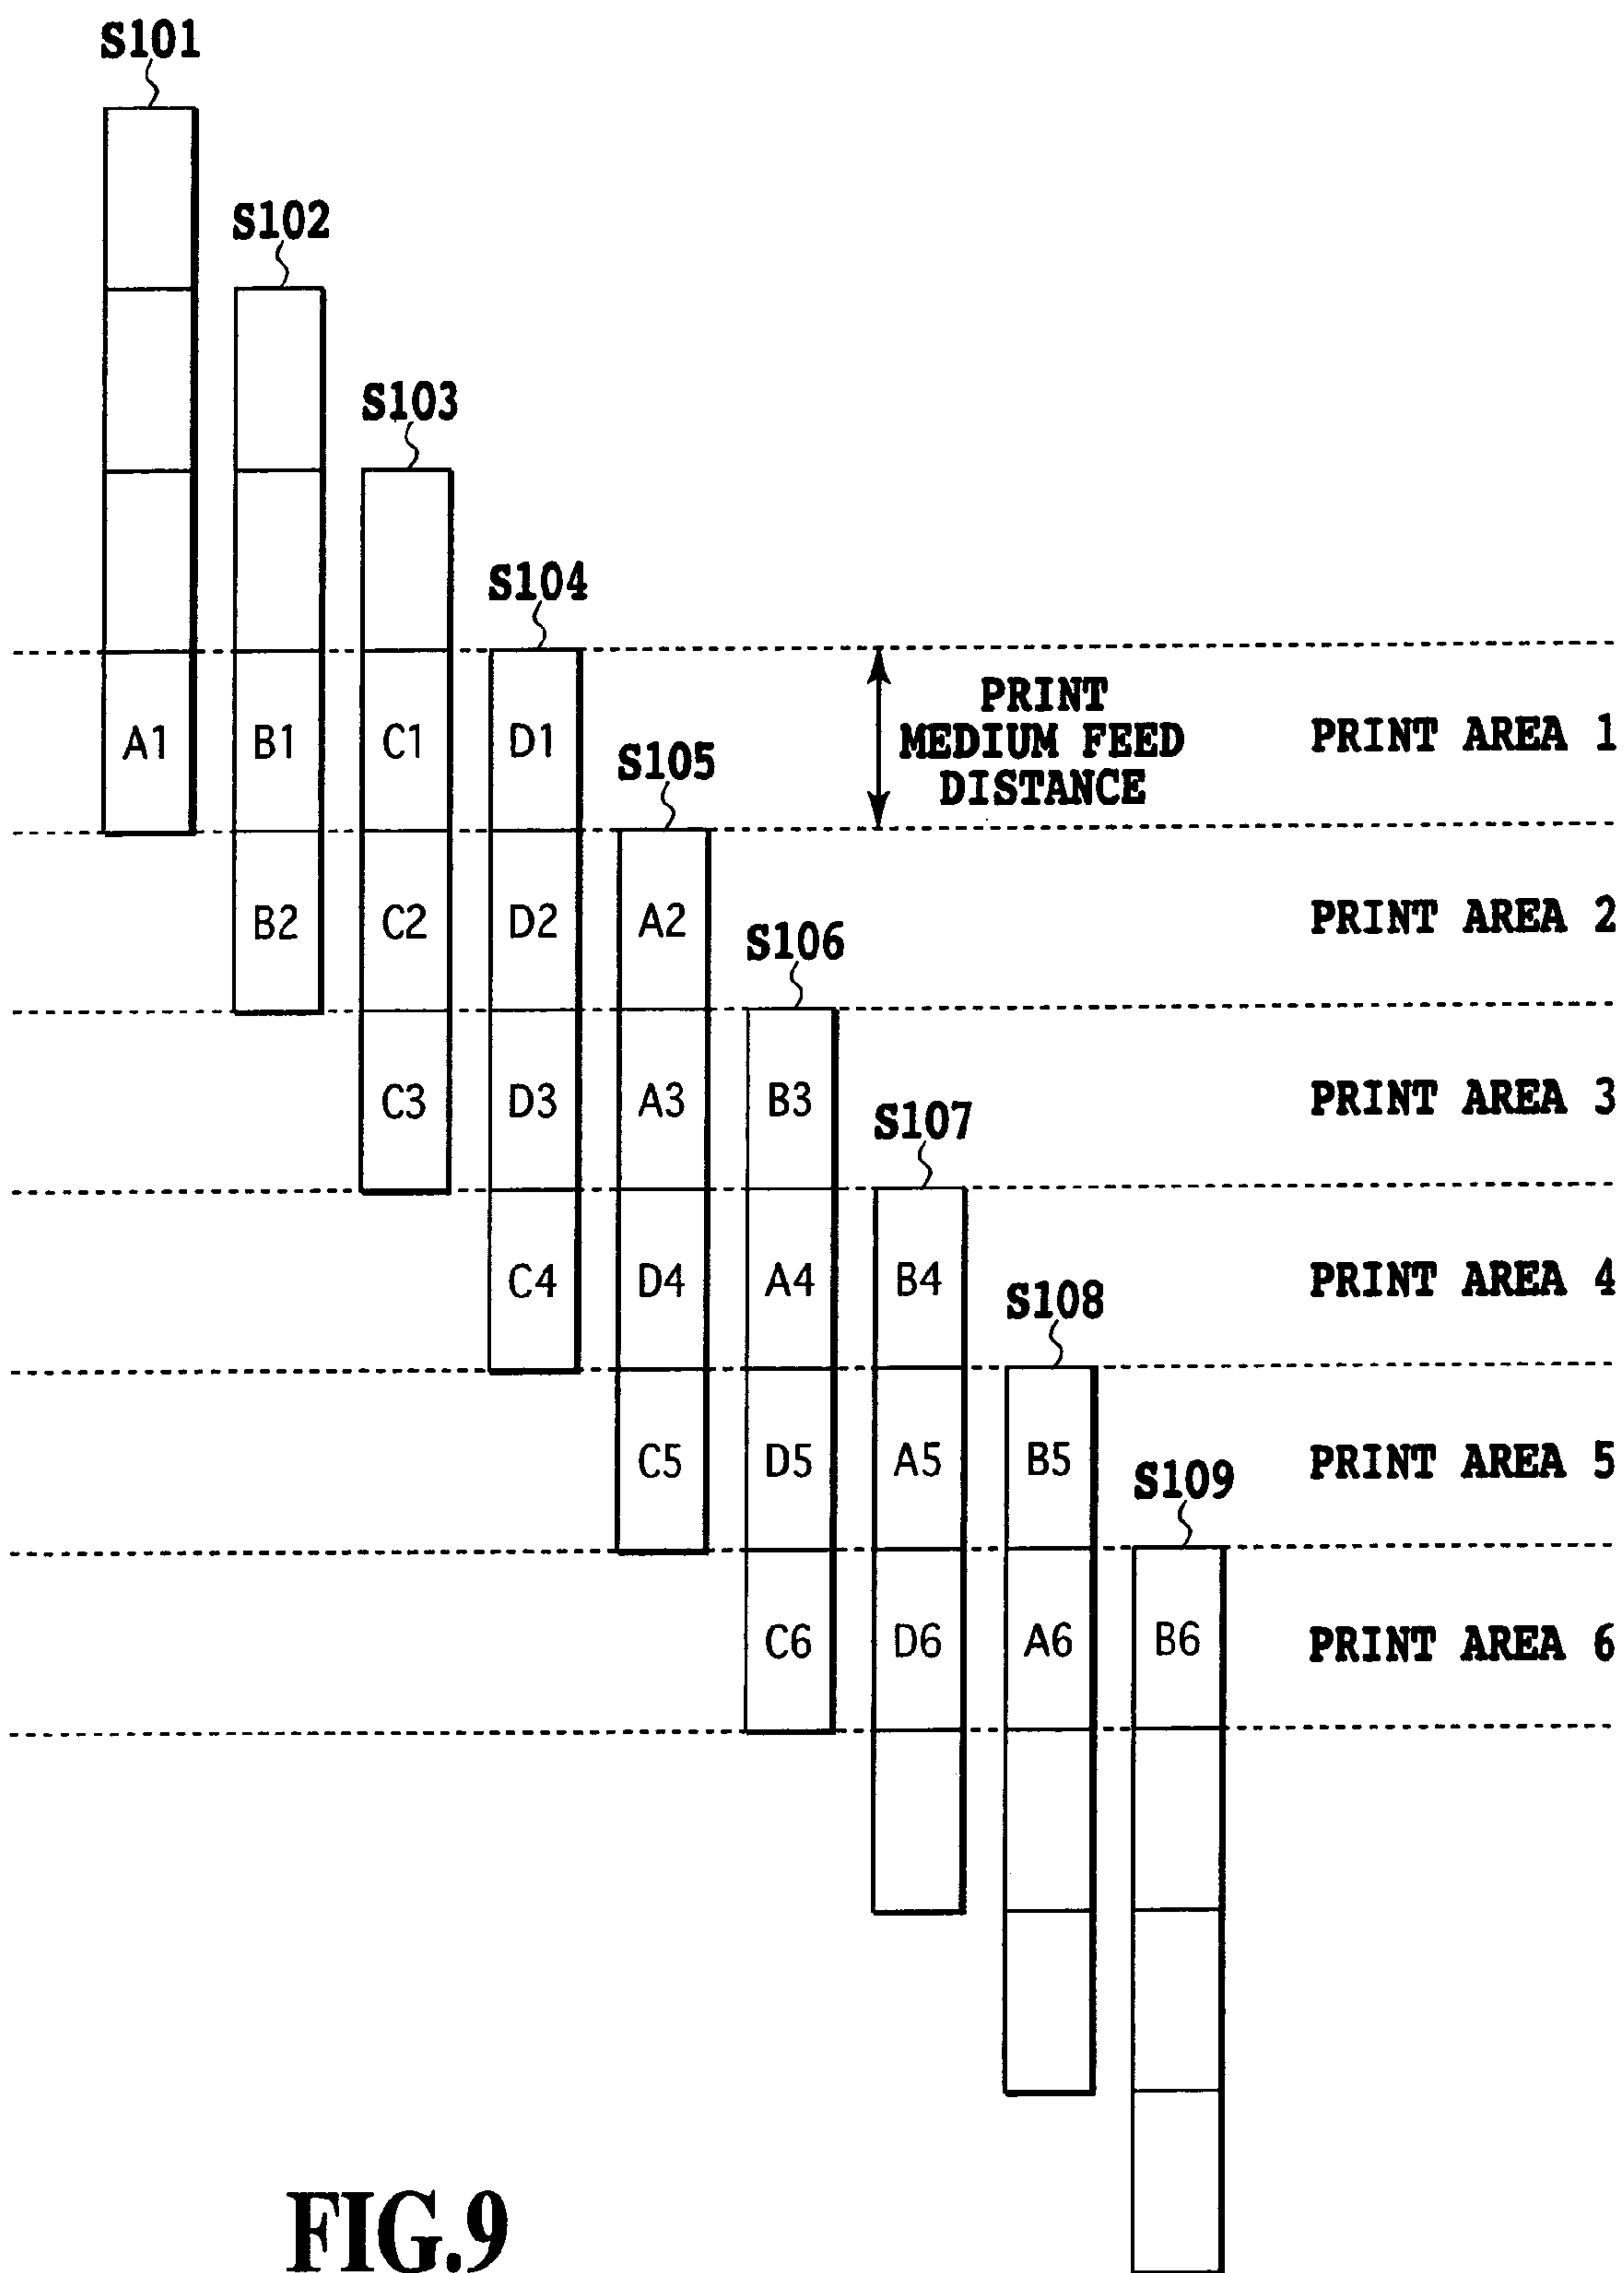 S101
S102
S103
S104
PRINT
MEDIUM FEED
DISTANCE
PRINT AREA 1
A1 B1 C1 D1
S105
B2 C2 D2 A2
PRINT AREA 2
S106
C3 D3 A3 B3
PRINT AREA 3
S107
C4 D4 A4 B4
PRINT AREA 4
S108
C5 D5 A5 B5
PRINT AREA 5
S109
C6 D6 A6 B6
PRINT AREA 6
FIG.9